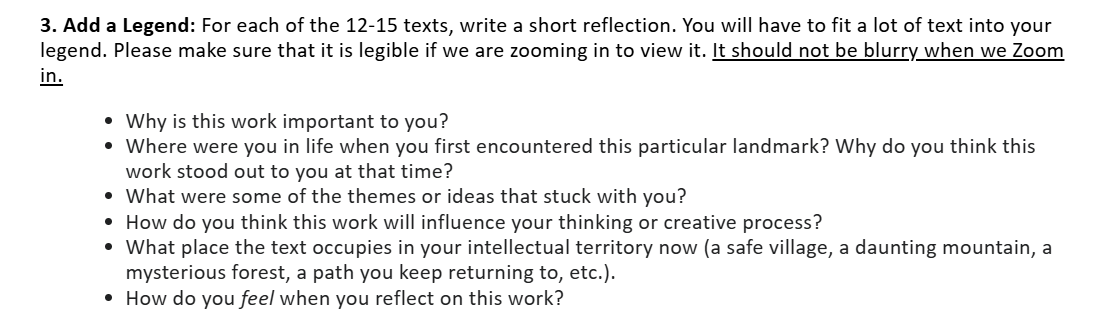 3. Add a Legend: For each of the 12-15 texts, write a short reflection. You will have to fit a lot of text into your
legend. Please make sure that it is legible if we are zooming in to view it. It should not be blurry when we Zoom
in.
• Why is this work important to you?
• Where were you in life when you first encountered this particular landmark? Why do you think this
work stood out to you at that time?
• What were some of the themes or ideas that stuck with you?
• How do you think this work will influence your thinking or creative process?
• What place the text occupies in your intellectual territory now (a safe village, a daunting mountain, a
mysterious forest, a path you keep returning to, etc.).
• How do you feel when you reflect on this work?